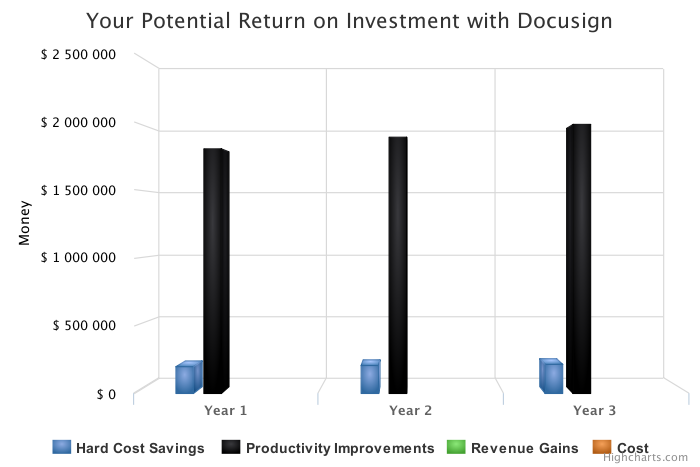 Your Potential Return on Investment with Docusign
$ 2 500 000
$ 2 000 000
$ 1 500 000
$ 1 000 000
$ 500 000
$ 0
Money
Year 1
Year 2
Year 3
Hard Cost Savings
Productivity Improvements
Revenue Gains
Cost
Highcharts.com